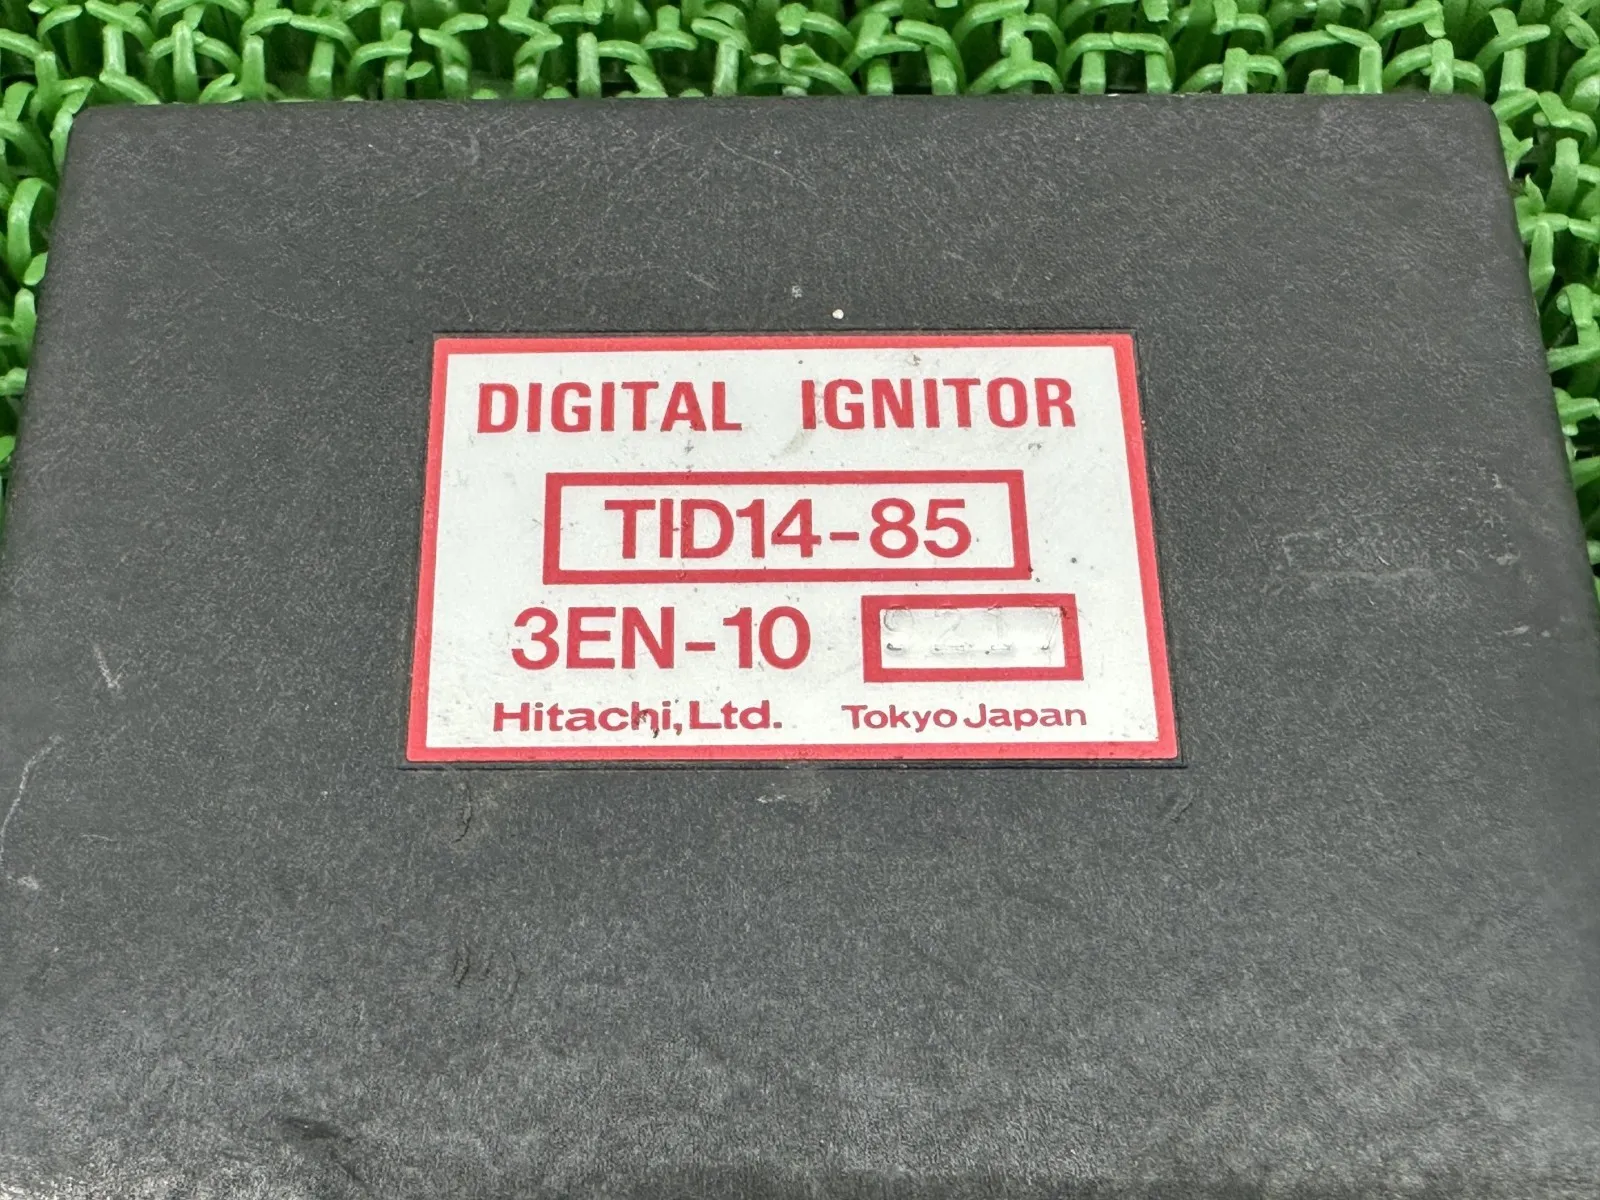 DIGITAL IGNITOR
TID14-85
3EN-10
Hitachi, Ltd. Tokyo Japan